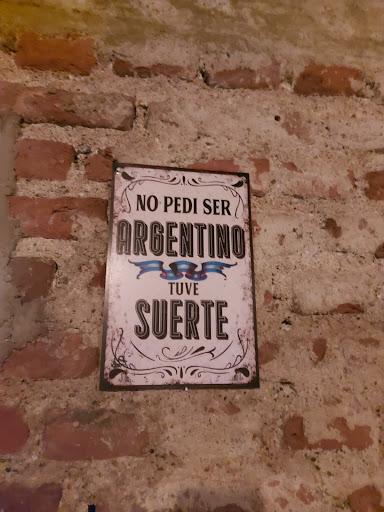 NO PEDI SER
ARGENTINO
TUVE
SUERTE